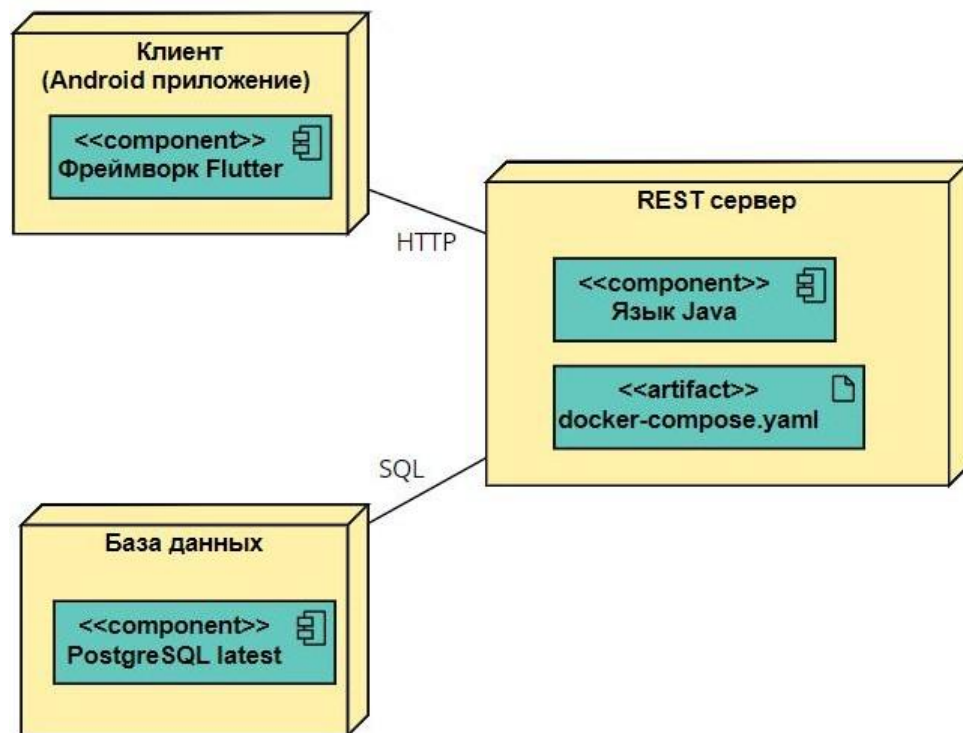 Клиент
(Android приложение)
<<component>>
Фреймворк Flutter
HTTP
REST сервер
<<component>>
Язык Java
<<artifact>>
docker-compose.yaml
SQL
База данных
<<component>>
PostgreSQL latest